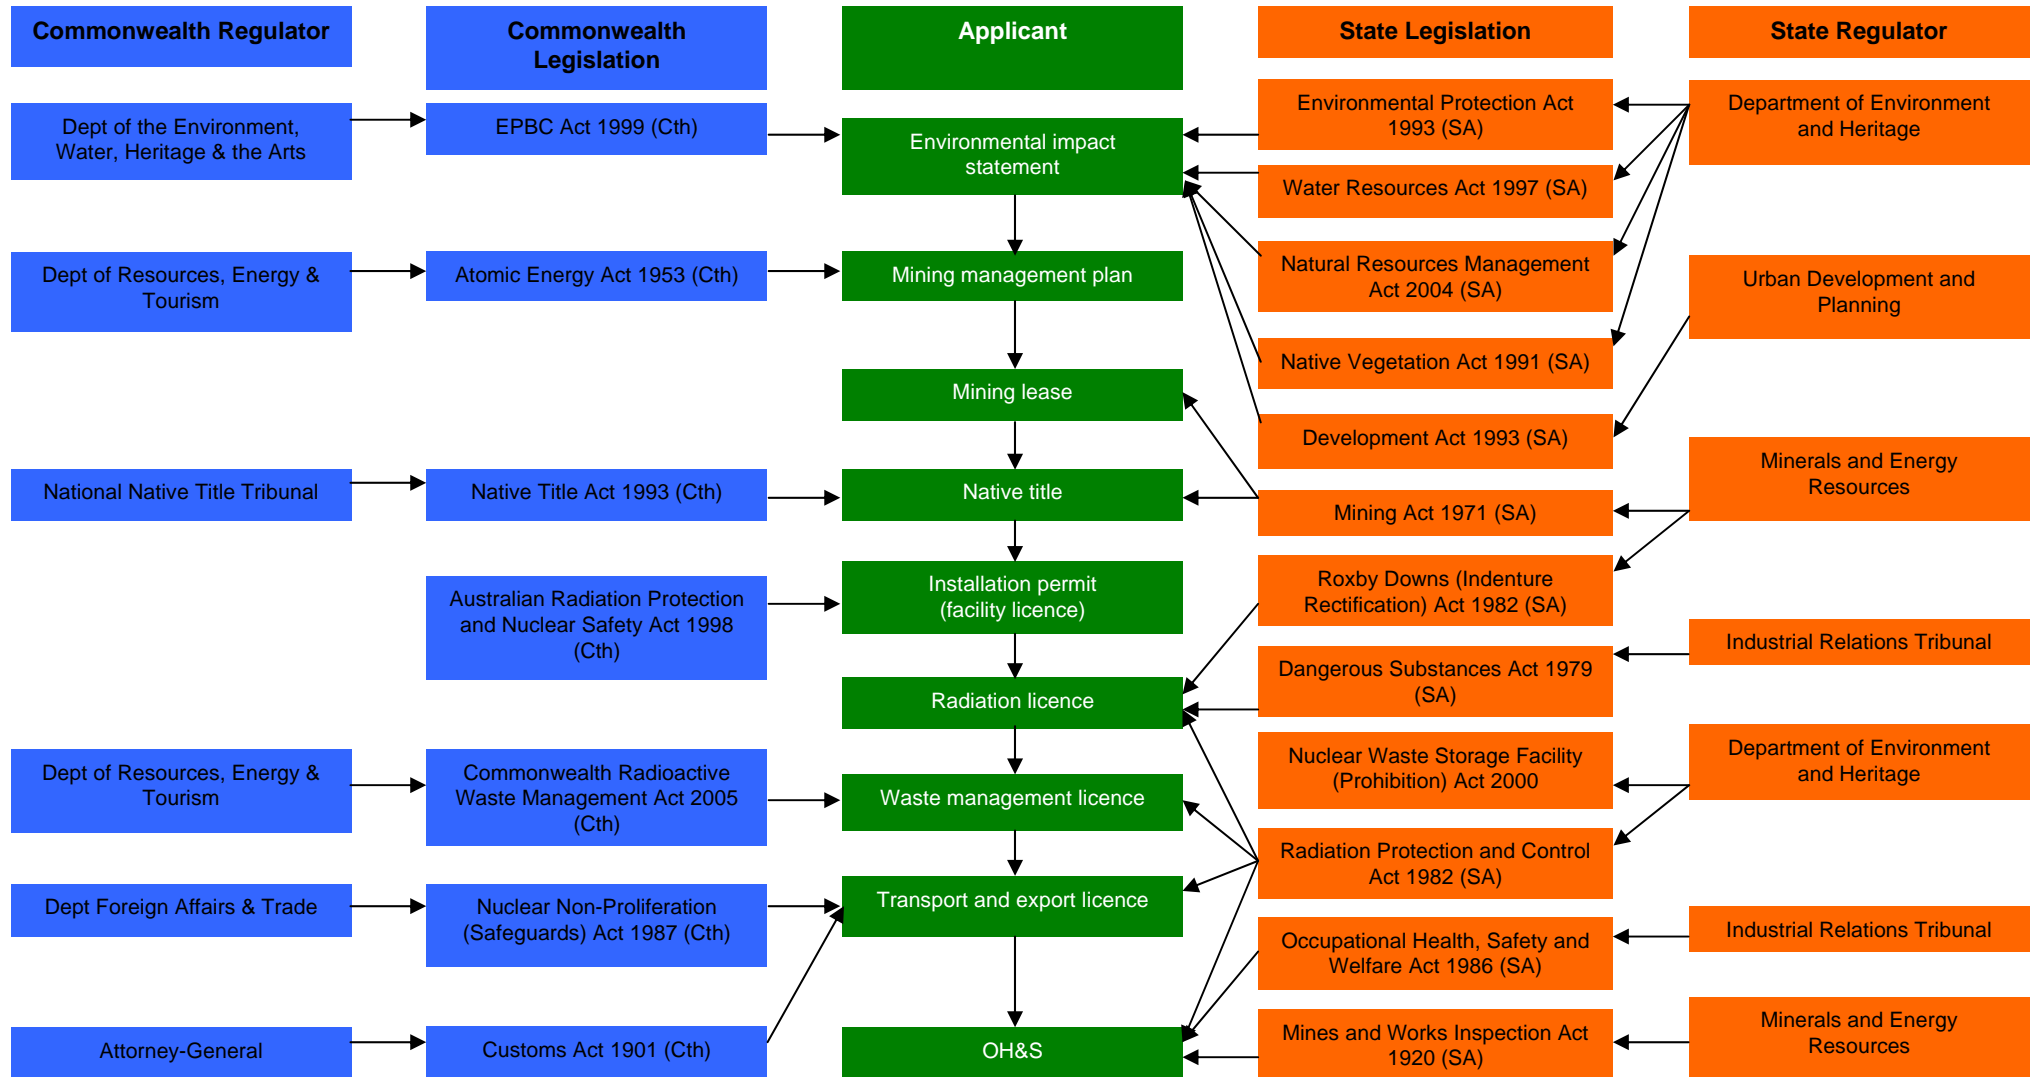 Commonwealth Regulator
Commonwealth
Legislation
Applicant
State Legislation
State Regulator
Dept of the Environment,
Water, Heritage & the Arts
EPBC Act 1999 (Cth)
Environmental impact
statement
Environmental Protection Act
1993 (SA)
Department of Environment
and Heritage
Water Resources Act 1997 (SA)
Dept of Resources, Energy &
Tourism
Atomic Energy Act 1953 (Cth)
Mining management plan
Natural Resources Management
Act 2004 (SA)
Urban Development and
Planning
Native Vegetation Act 1991 (SA)
Mining lease
Development Act 1993 (SA)
National Native Title Tribunal
Native Title Act 1993 (Cth)
Native title
Mining Act 1971 (SA)
Minerals and Energy
Resources
Australian Radiation Protection
and Nuclear Safety Act 1998
(Cth)
Installation permit
(facility licence)
Roxby Downs (Indenture
Rectification) Act 1982 (SA)
Industrial Relations Tribunal
Dangerous Substances Act 1979
(SA)
Radiation licence
Dept of Resources, Energy &
Tourism
Commonwealth Radioactive
Waste Management Act 2005
(Cth)
Waste management licence
Nuclear Waste Storage Facility
(Prohibition) Act 2000
Department of Environment
and Heritage
Radiation Protection and Control
Act 1982 (SA)
Dept Foreign Affairs & Trade
Nuclear Non-Proliferation
(Safeguards) Act 1987 (Cth)
Transport and export licence
Occupational Health, Safety and
Welfare Act 1986 (SA)
Industrial Relations Tribunal
Attorney-General
Customs Act 1901 (Cth)
OH&S
Mines and Works Inspection Act
1920 (SA)
Minerals and Energy
Resources